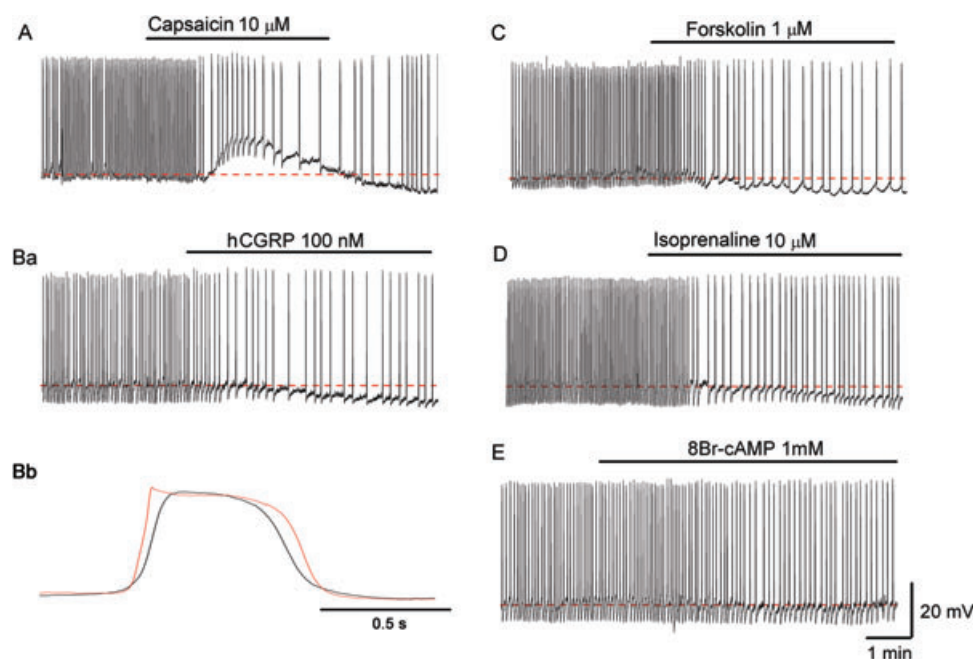 A
Capsaicin 10 μM
Ba
hCGRP 100 nM
Bb
0.5 s
C
Forskolin 1 μM
D
Isoprenaline 10 μM
E
8Br-cAMP 1mM
20 mV
1 min